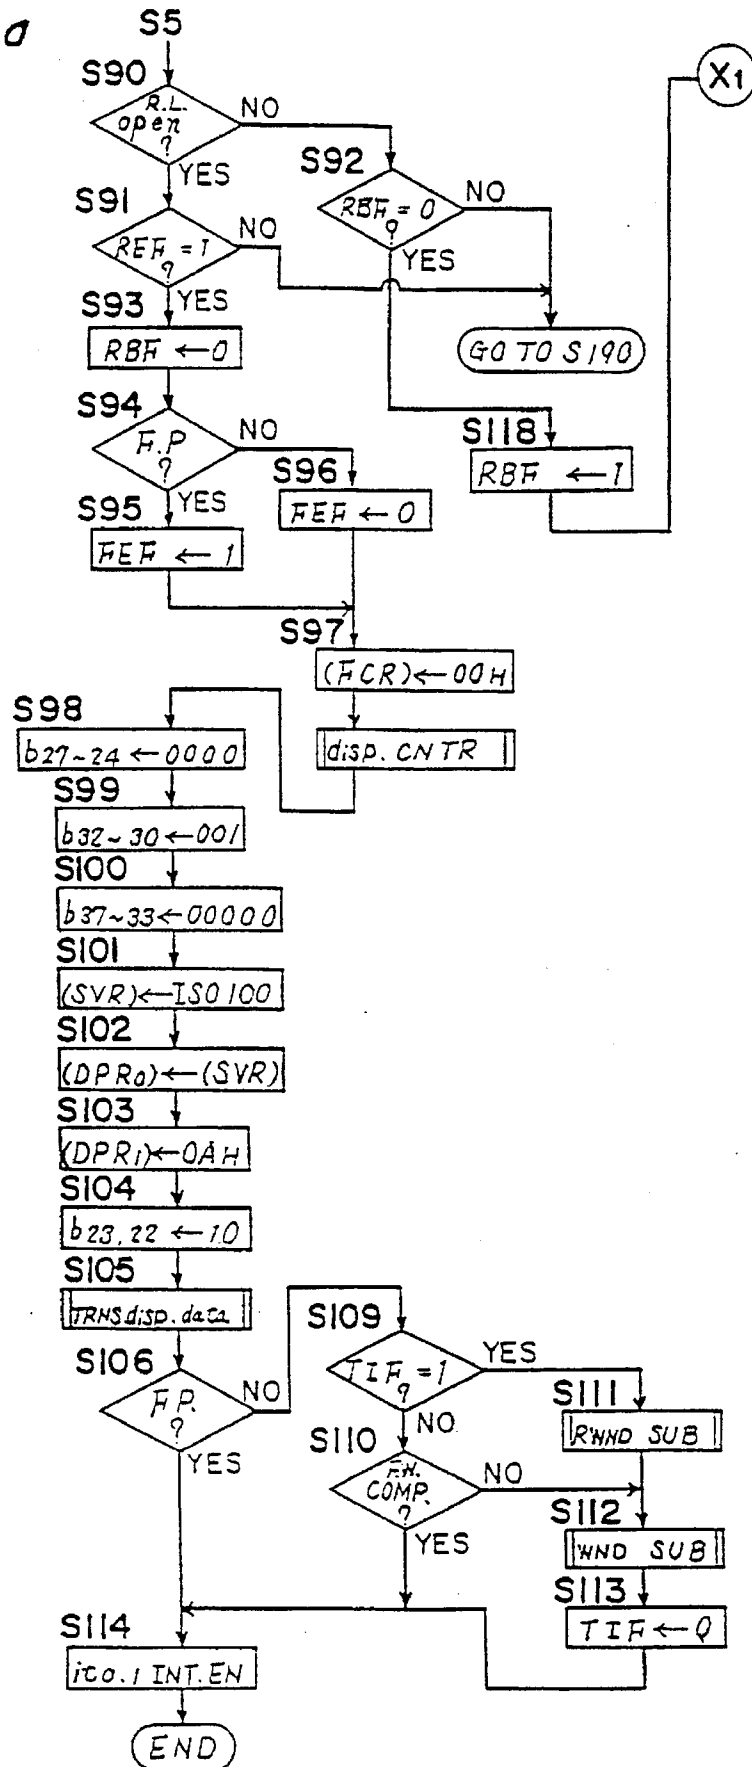 a
S5
S90
R.L.
open
?
NO
YES
X1
S92
RBF = 0
?
NO
YES
S91
REF = 1
?
NO
YES
S93
RBF ← 0
GO TO S190
S94
F.P
?
NO
YES
S118
RBF ← 1
S96
FEF ← 0
S95
FEF ← 1
S97
(FCR) ← 00H
disp. CNTR
S98
b27~24 ← 0000
S99
b32~30 ← 001
S100
b37~33 ← 00000
S101
(SVR) ← ISO100
S102
(DPR0) ← (SVR)
S103
(DPR1) ← 0AH
S104
b23, 22 ← 10
S105
TRNS disp. data
S106
F.P.
?
NO
YES
S109
TIF = 1
?
YES
NO
S111
RWND SUB
S110
COMP.
?
NO
YES
S112
WND SUB
S113
TIF ← 0
S114
INT. EN
END